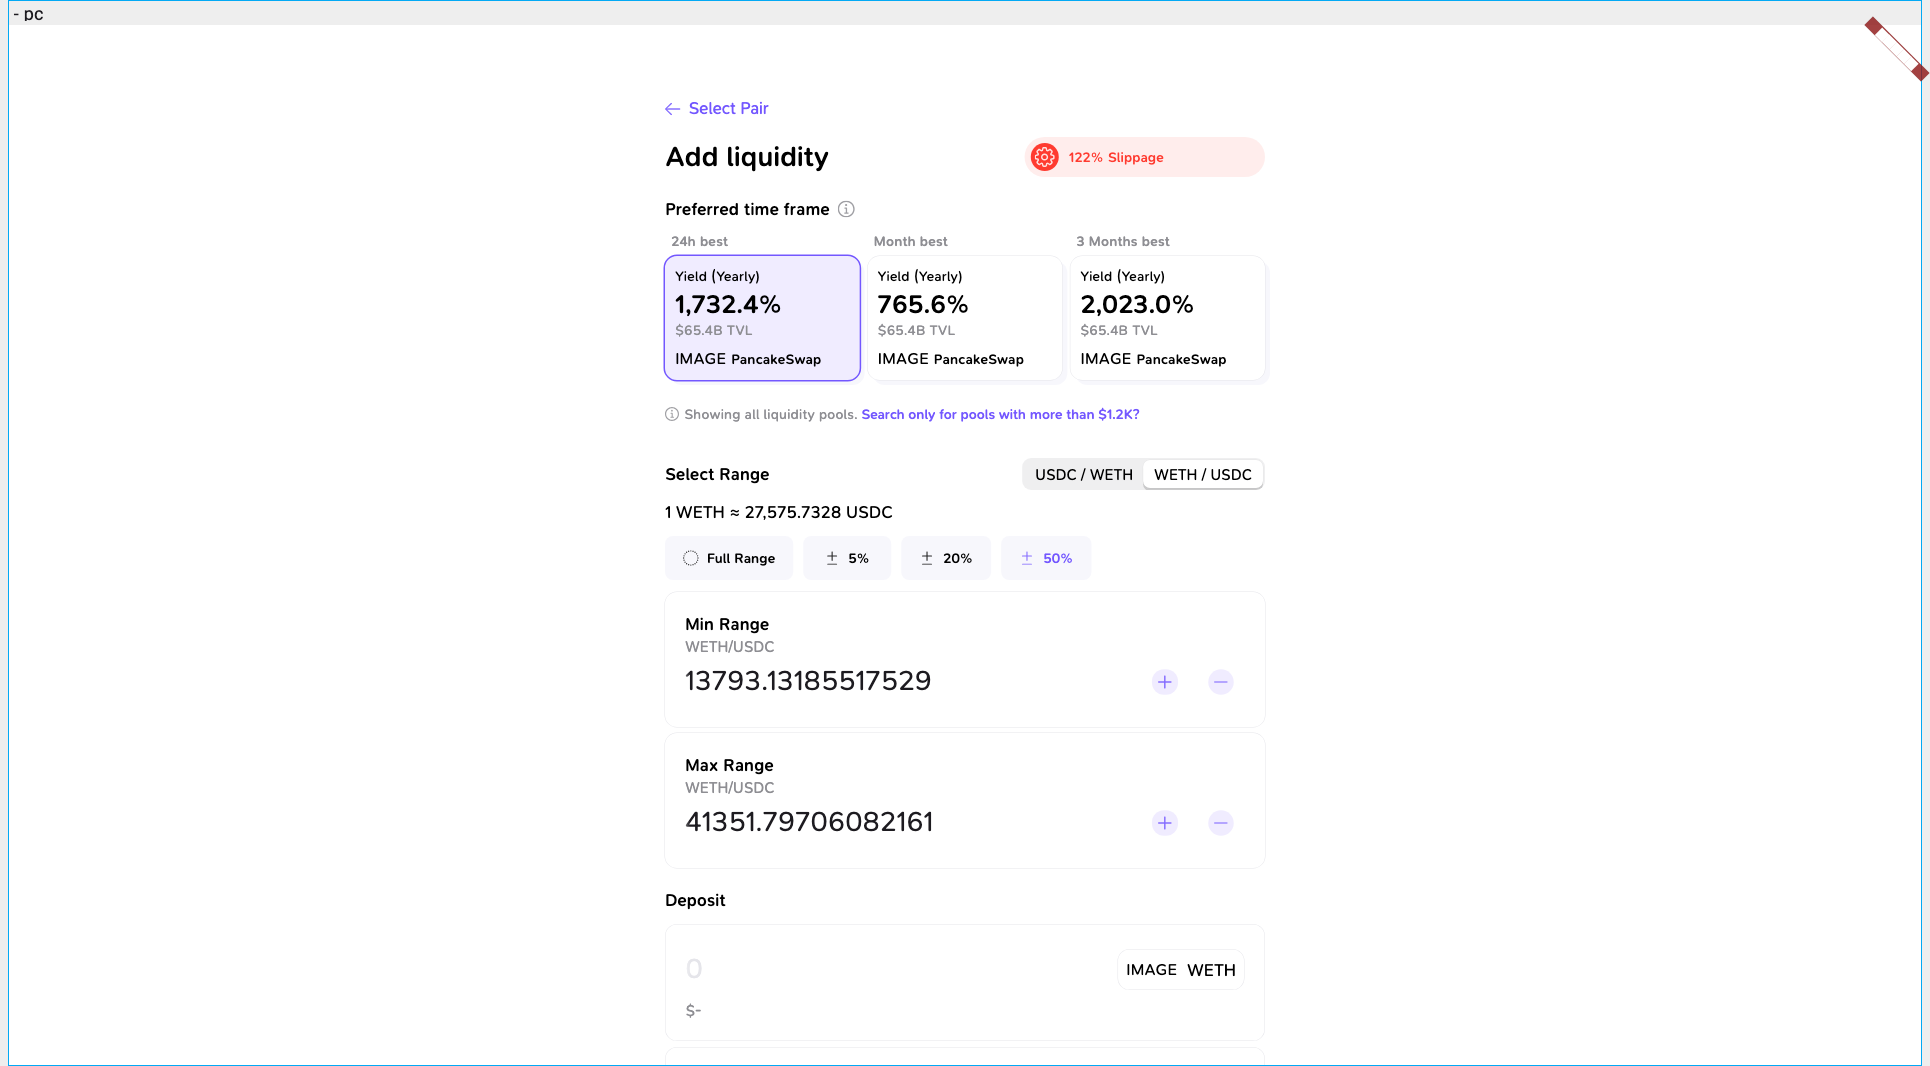 - pc
Select Pair
Add liquidity
122% Slippage
Preferred time frame
24h best
Month best
3 Months best
Yield (Yearly)
1,732.4%
$65.4B TVL
IMAGE PancakeSwap
Yield (Yearly)
765.6%
$65.4B TVL
IMAGE PancakeSwap
Yield (Yearly)
2,023.0%
$65.4B TVL
IMAGE PancakeSwap
Showing all liquidity pools. Search only for pools with more than $1.2K?
Select Range
USDC / WETH
WETH / USDC
1 WETH ≈ 27,575.7328 USDC
Full Range
± 5%
± 20%
± 50%
Min Range
WETH/USDC
13793.13185517529
Max Range
WETH/USDC
41351.79706082161
Deposit
0
IMAGE WETH
$-